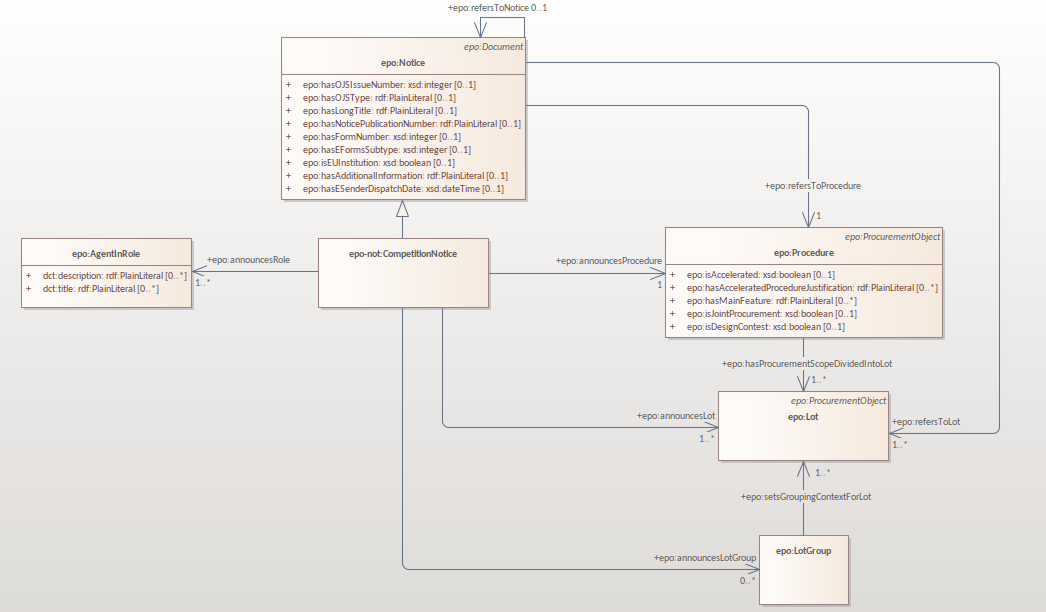 +epo:refersToNotice 0..1
epo:Document
epo:Notice
+ epo:hasOJSIssueNumber: xsd:integer [0..1]
+ epo:hasOJSType: rdf:PlainLiteral [0..1]
+ epo:hasLongTitle: rdf:PlainLiteral [0..1]
+ epo:hasNoticePublicationNumber: rdf:PlainLiteral [0..1]
+ epo:hasFormNumber: xsd:integer [0..1]
+ epo:hasEFormsSubtype: xsd:integer [0..1]
+ epo:isEUInstitution: xsd:boolean [0..1]
+ epo:hasAdditionalInformation: rdf:PlainLiteral [0..1]
+ epo:hasESenderDispatchDate: xsd:dateTime [0..1]
+epo:refersToProcedure
1
epo:AgentInRole
+ dct:description: rdf:PlainLiteral [0..*]
+ dct:title: rdf:PlainLiteral [0..*]
+epo:announcesRole
1..*
epo-not:CompetitionNotice
+epo:announcesProcedure
1
epo:ProcurementObject
epo:Procedure
+ epo:isAccelerated: xsd:boolean [0..1]
+ epo:hasAcceleratedProcedureJustification: rdf:PlainLiteral [0..*]
+ epo:hasMainFeature: rdf:PlainLiteral [0..*]
+ epo:isJointProcurement: xsd:boolean [0..1]
+ epo:isDesignContest: xsd:boolean [0..1]
+epo:hasProcurementScopeDividedIntoLot
1..*
epo:ProcurementObject
epo:Lot
+epo:announcesLot
1..*
+epo:refersToLot
1..*
1..*
+epo:setsGroupingContextForLot
epo:LotGroup
+epo:announcesLotGroup
0..*